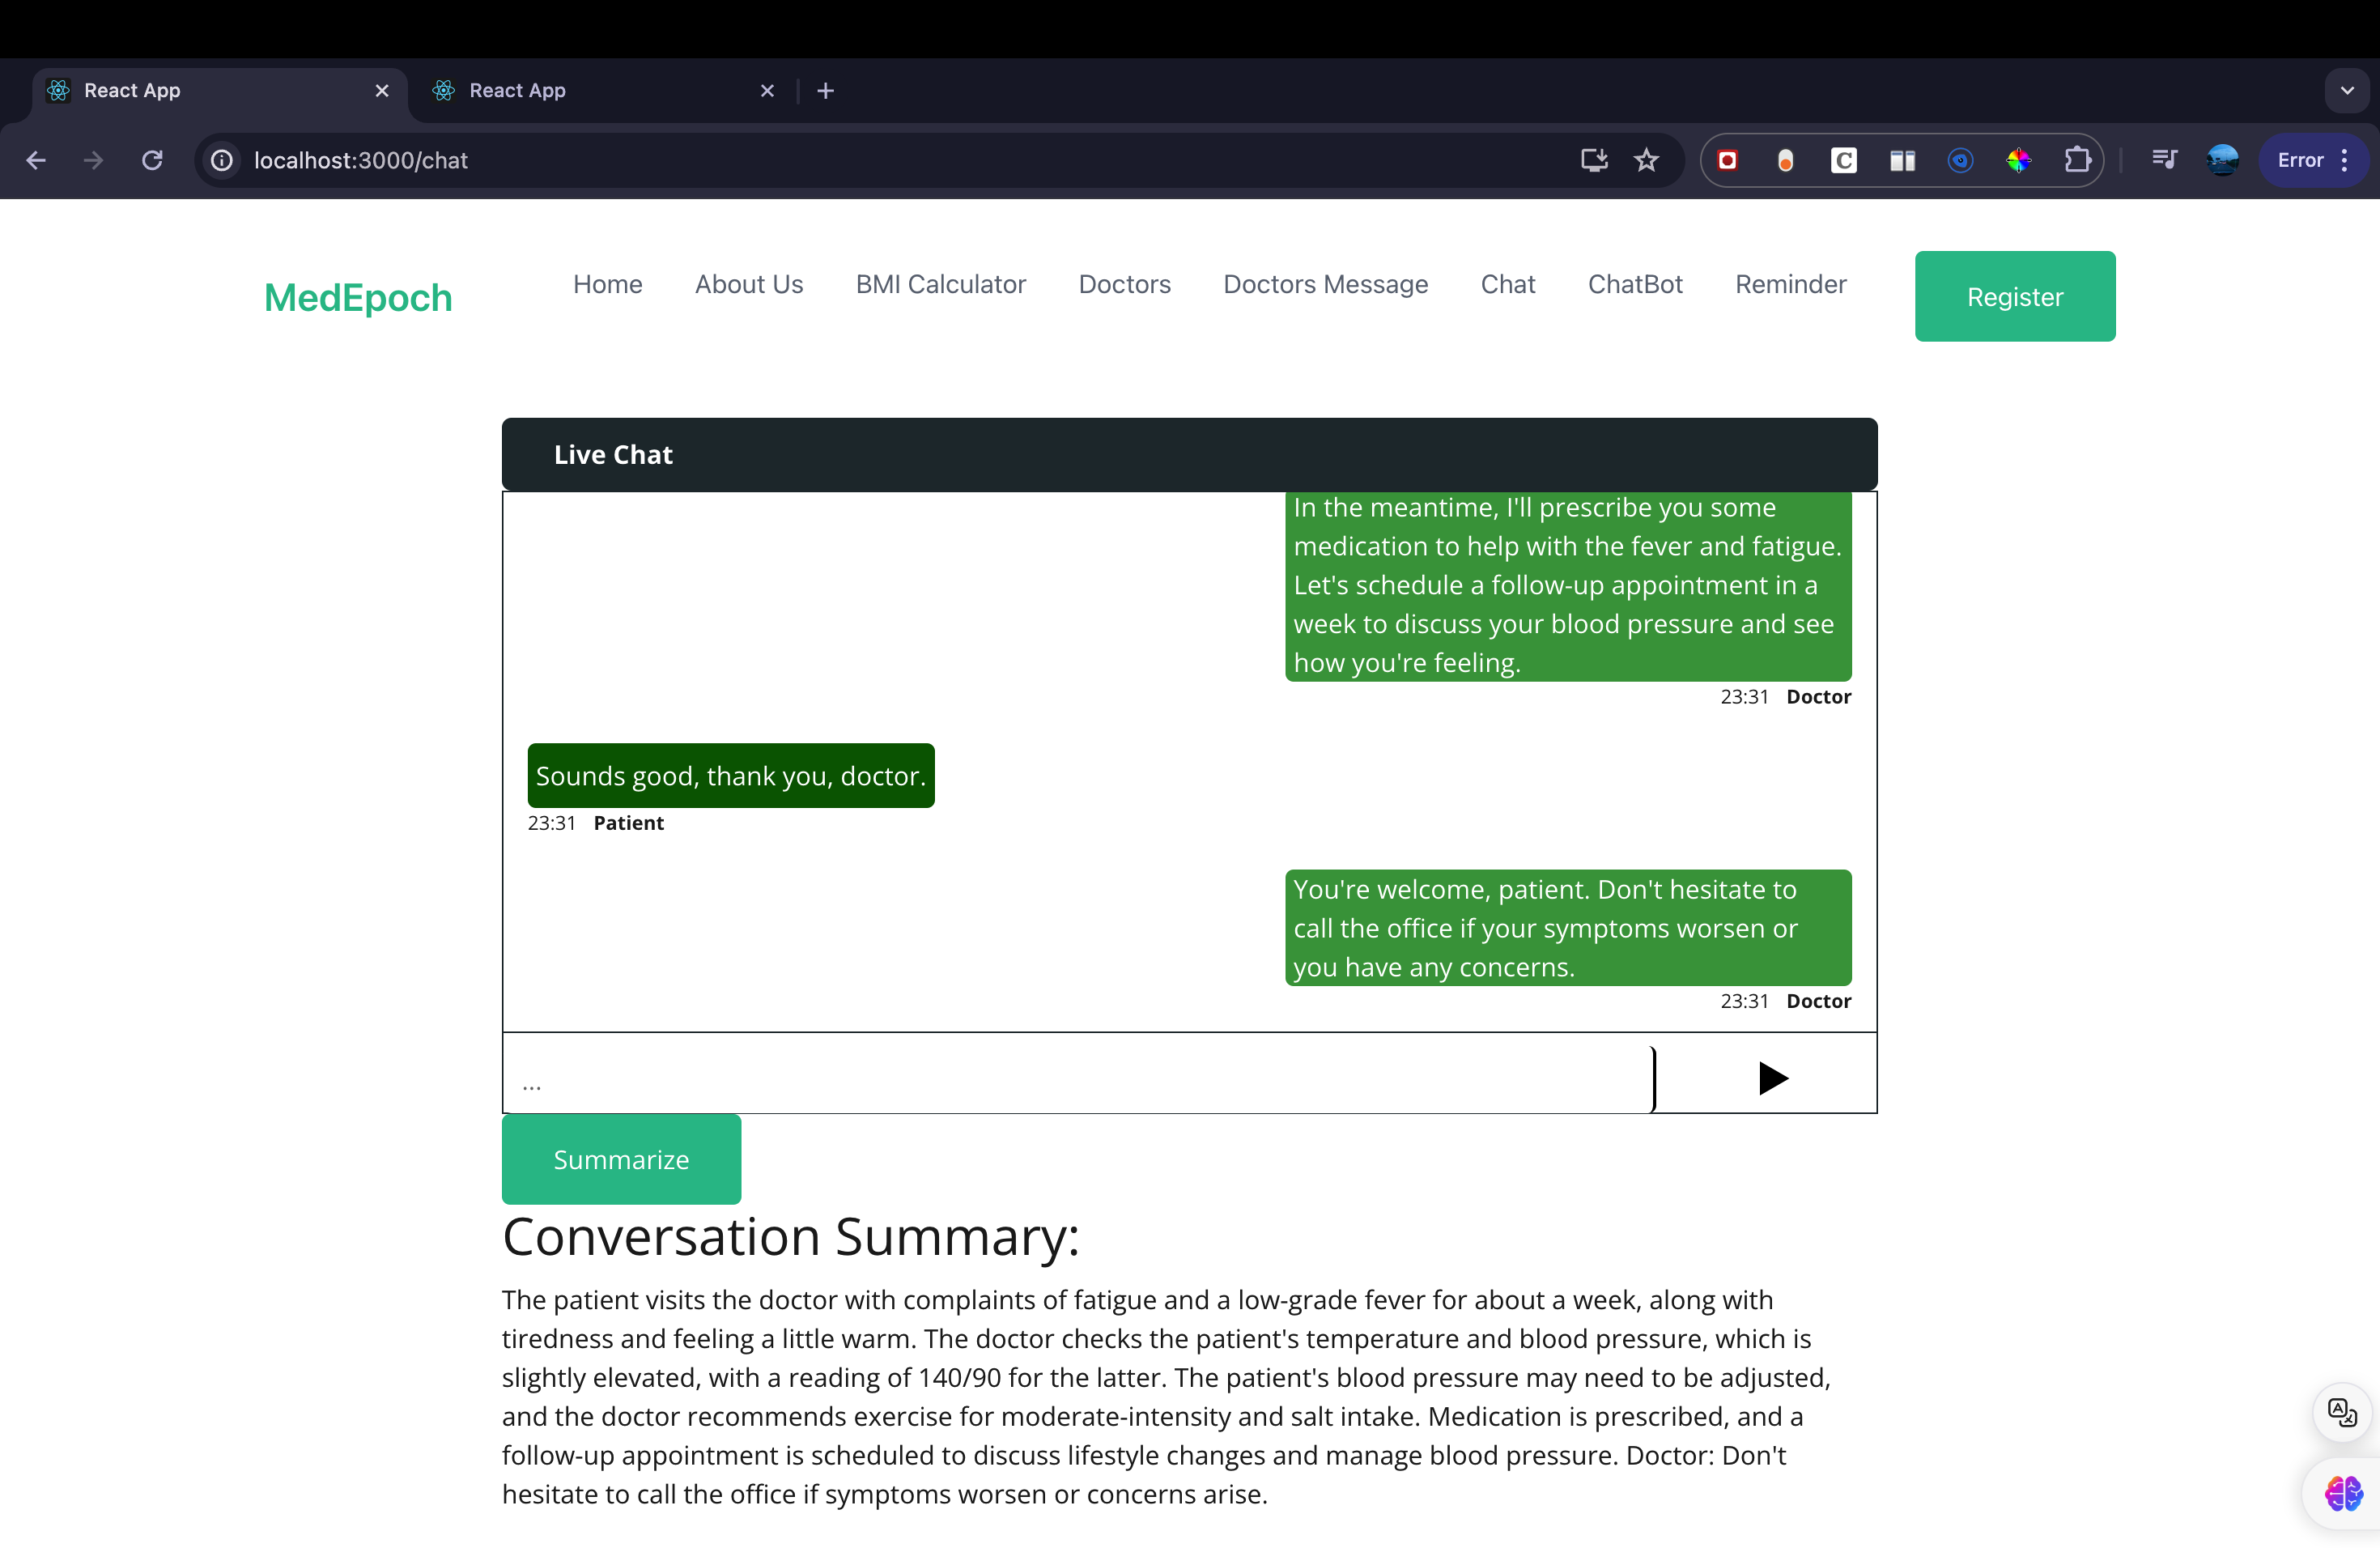 React App
React App
localhost:3000/chat
Error
MedEpoch
Home
About Us
BMI Calculator
Doctors
Doctors Message
Chat
ChatBot
Reminder
Register
Live Chat
In the meantime, I'll prescribe you some
medication to help with the fever and fatigue.
Let's schedule a follow-up appointment in a
week to discuss your blood pressure and see
how you're feeling.
23:31 Doctor
Sounds good, thank you, doctor.
23:31 Patient
You're welcome, patient. Don't hesitate to
call the office if your symptoms worsen or
you have any concerns.
23:31 Doctor
...
Summarize
Conversation Summary:
The patient visits the doctor with complaints of fatigue and a low-grade fever for about a week, along with
tiredness and feeling a little warm. The doctor checks the patient's temperature and blood pressure, which is
slightly elevated, with a reading of 140/90 for the latter. The patient's blood pressure may need to be adjusted,
and the doctor recommends exercise for moderate-intensity and salt intake. Medication is prescribed, and a
follow-up appointment is scheduled to discuss lifestyle changes and manage blood pressure. Doctor: Don't
hesitate to call the office if symptoms worsen or concerns arise.